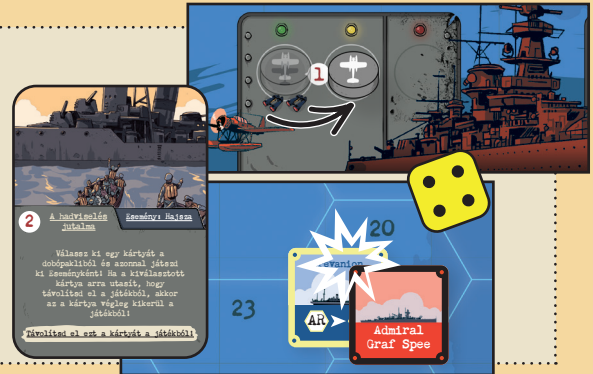 1
2
A hadviselés
jutalma
Esemény: Hajsza
Válassz ki egy kártyát a
dobópakliból és azonnal játszd
ki Eseményként! Ha a kiválasztott
kártya arra utasít, hogy
távolítsd el a játékból, akkor
az a kártya végleg kikerül a
játékból!
Távolítsd el ezt a kártyát a játékból!
20
23
AR
Admiral
Graf Spee